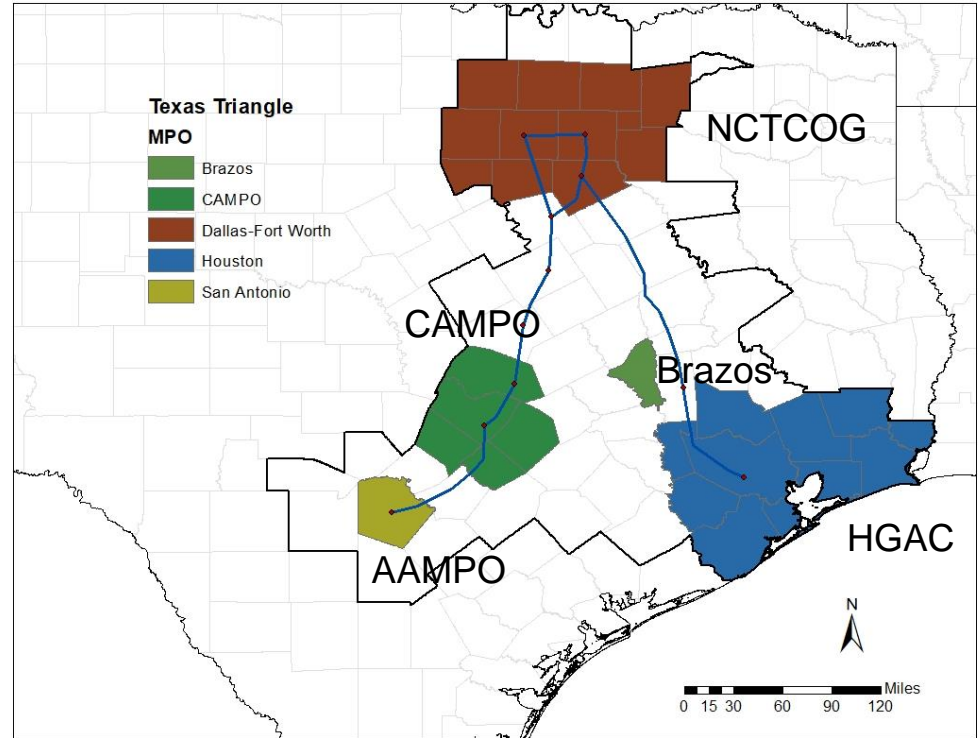 Texas Triangle
MPO
Brazos
CAMPO
Dallas-Fort Worth
Houston
San Antonio
NCTCOG
CAMPO
Brazos
HGAC
AAMPO
N
Miles
0 15 30 60 90 120